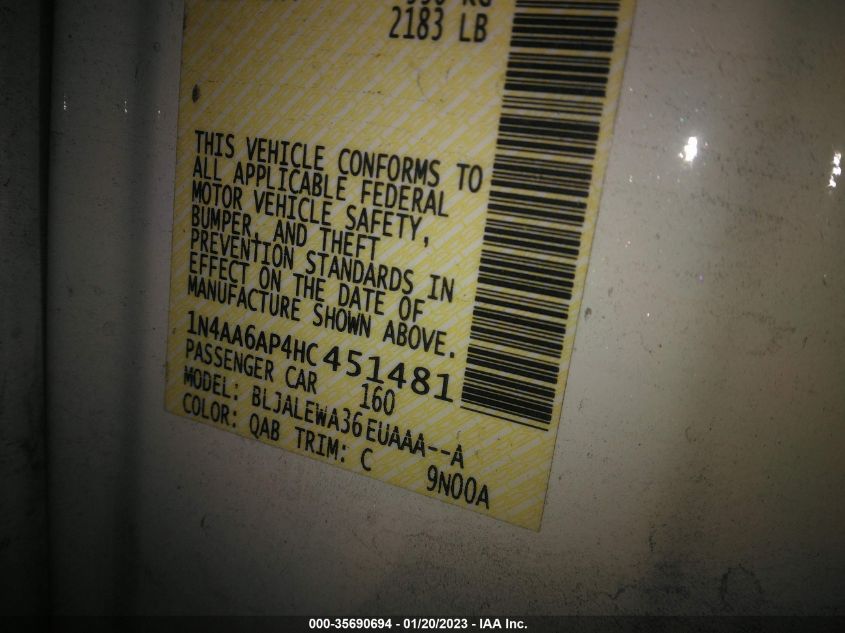 2183 LB
THIS VEHICLE CONFORMS TO
ALL APPLICABLE FEDERAL
MOTOR VEHICLE SAFETY,
BUMPER, AND THEFT
PREVENTION STANDARDS IN
EFFECT ON THE DATE OF
MANUFACTURE SHOWN ABOVE.
1N4AA6AP4HC451481
PASSENGER CAR 160
MODEL: BLJALEWA36EUAAA--A
COLOR: QAB TRIM: C 9N00A
000-35690694 - 01/20/2023 - IAA Inc.